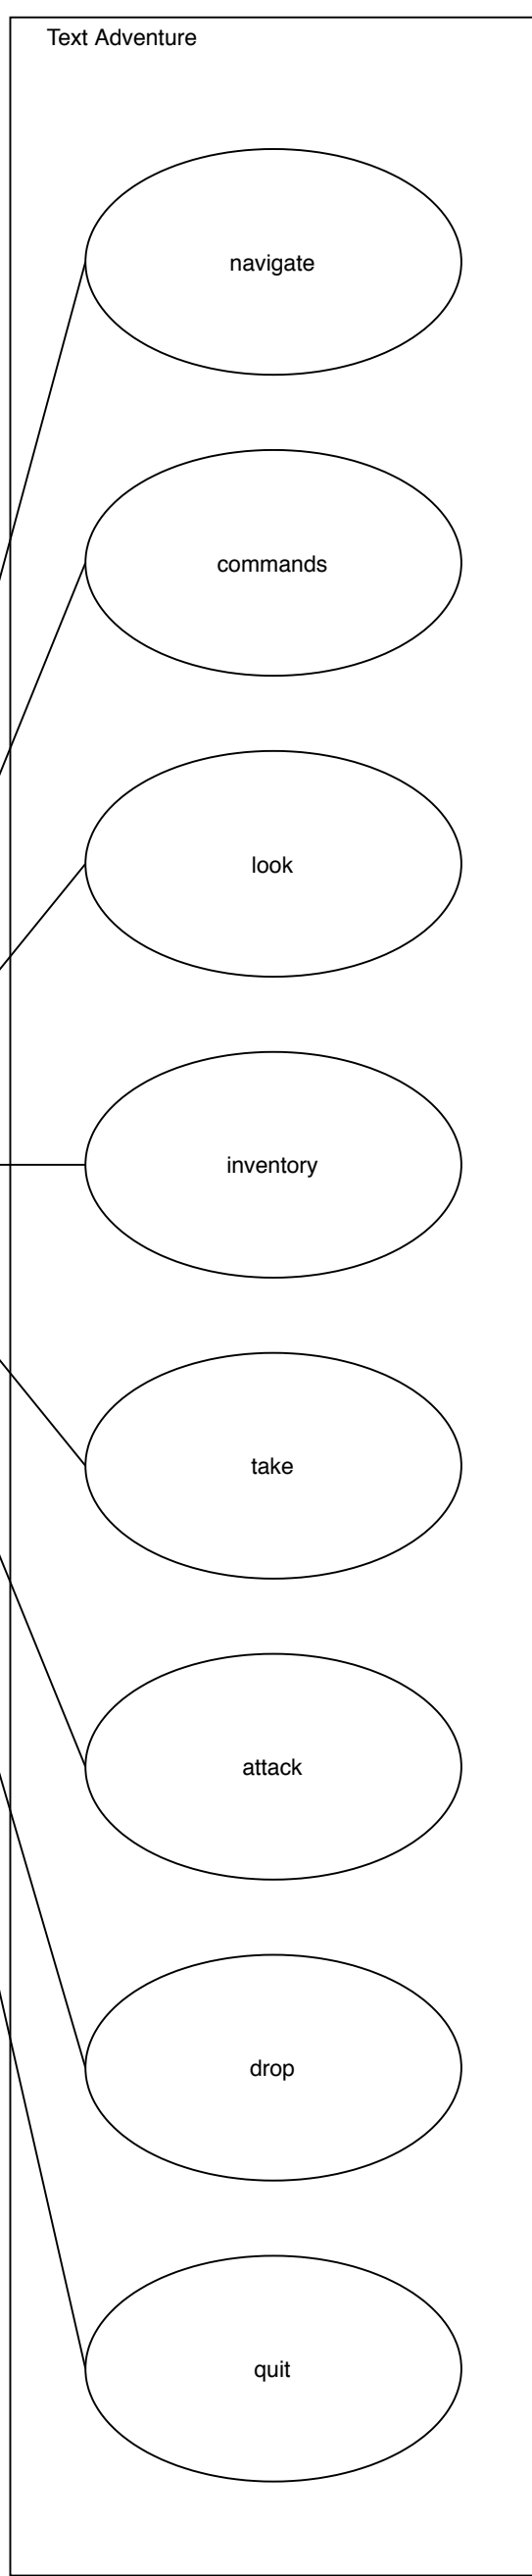 Text Adventure
navigate
commands
look
inventory
take
attack
drop
quit